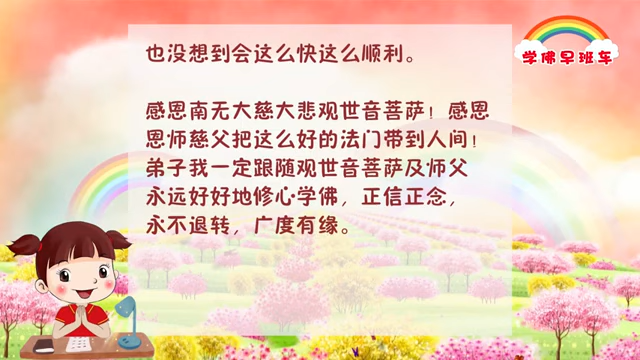 也没想到会这么快这么顺利。
感恩南无大慈大悲观世音菩萨！感恩
恩师慈父把这么好的法门带到人间！
弟子我一定跟随观世音菩萨及师父
永远好好地修心学佛，正信正念，
永不退转，广度有缘。
学佛早班车